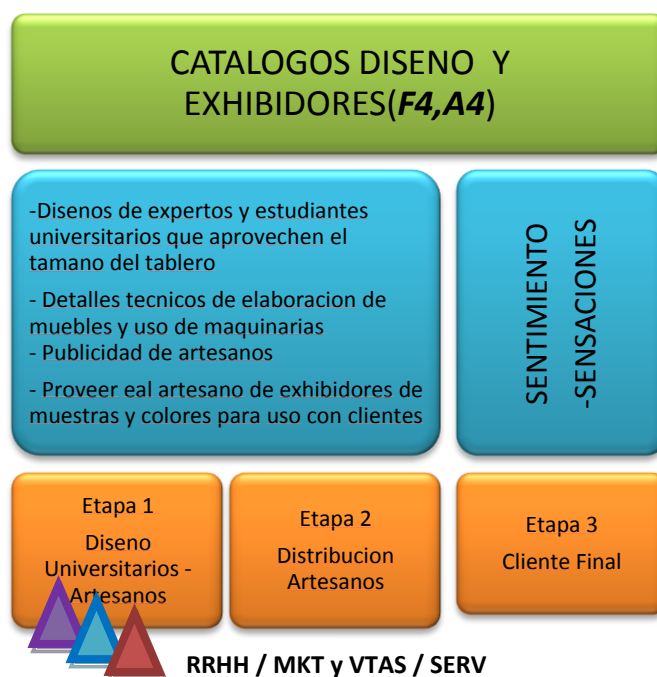 CATALOGOS DISENO Y
EXHIBIDORES(F4,A4)
-Disenos de expertos y estudiantes
universitarios que aprovechen el
tamano del tablero
- Detalles tecnicos de elaboracion de
muebles y uso de maquinarias
- Publicidad de artesanos
- Proveer eal artesano de exhibidores de
muestras y colores para uso con clientes
SENTIMIENTO
-SENSACIONES
Etapa 1
Diseno
Universitarios -
Artesanos
Etapa 2
Distribucion
Artesanos
Etapa 3
Cliente Final
RRHH / MKT y VTAS / SERV